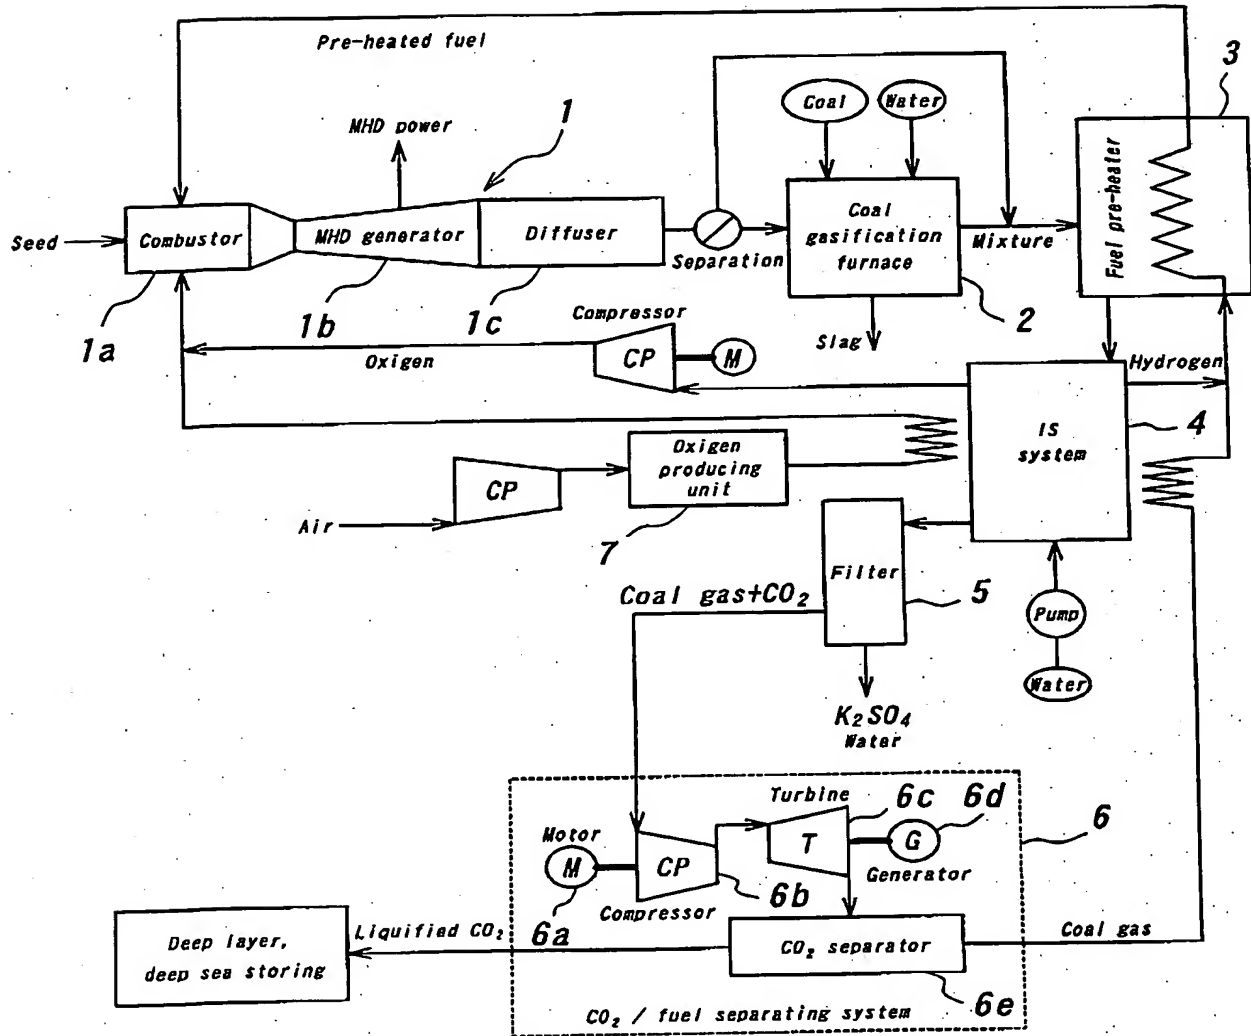 Pre-heated fuel
3
Coal
Water
1
MHD power
Fuel pre-heater
Seed
Combustor
MHD generator
Diffuser
Separation
Coal
gasification
furnace
Mixture
1a
1b
1c
2
Compressor
Slag
CP
M
Oxigen
Hydrogen
4
IS
system
Oxigen
producing
unit
CP
Air
7
Filter
5
Coal gas+CO2
Pump
Water
K2SO4
Water
Turbine
6c
6d
6
Motor
M
CP
T
G
Generator
6b
6a
Compressor
Liquified CO2
Coal gas
Deep layer,
deep sea storing
CO2 separator
6e
CO2 / fuel separating system